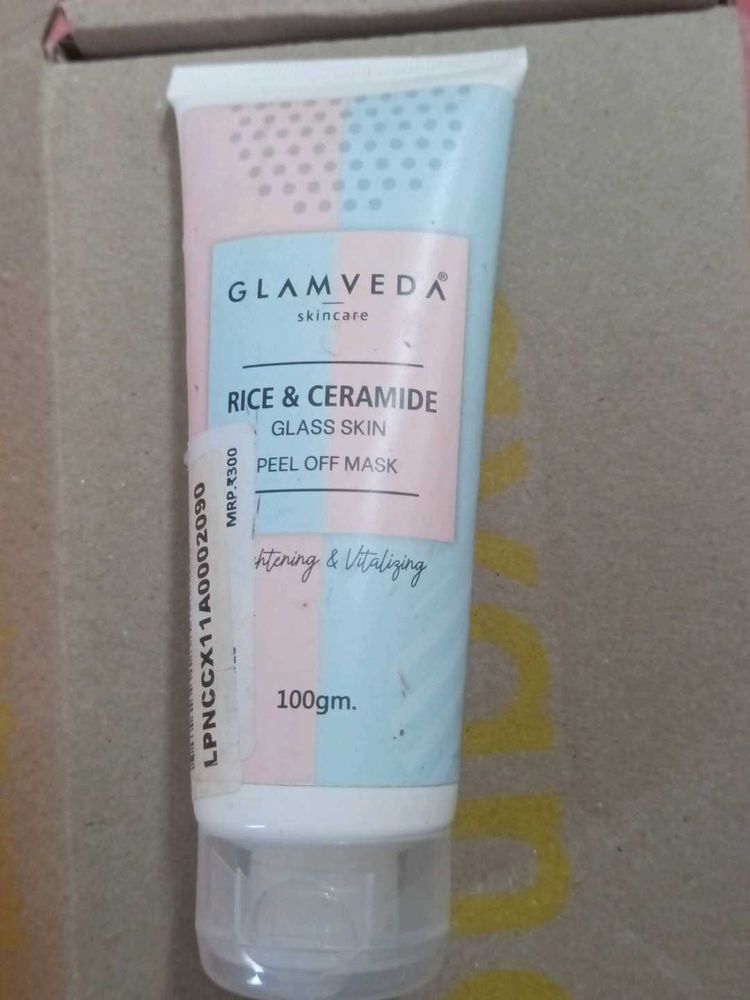 GLAMVEDA®
skincare
RICE & CERAMIDE
GLASS SKIN
PEEL OFF MASK
& Vitalizing
100gm.
MRP.₹300
LPNCCX11A0002090